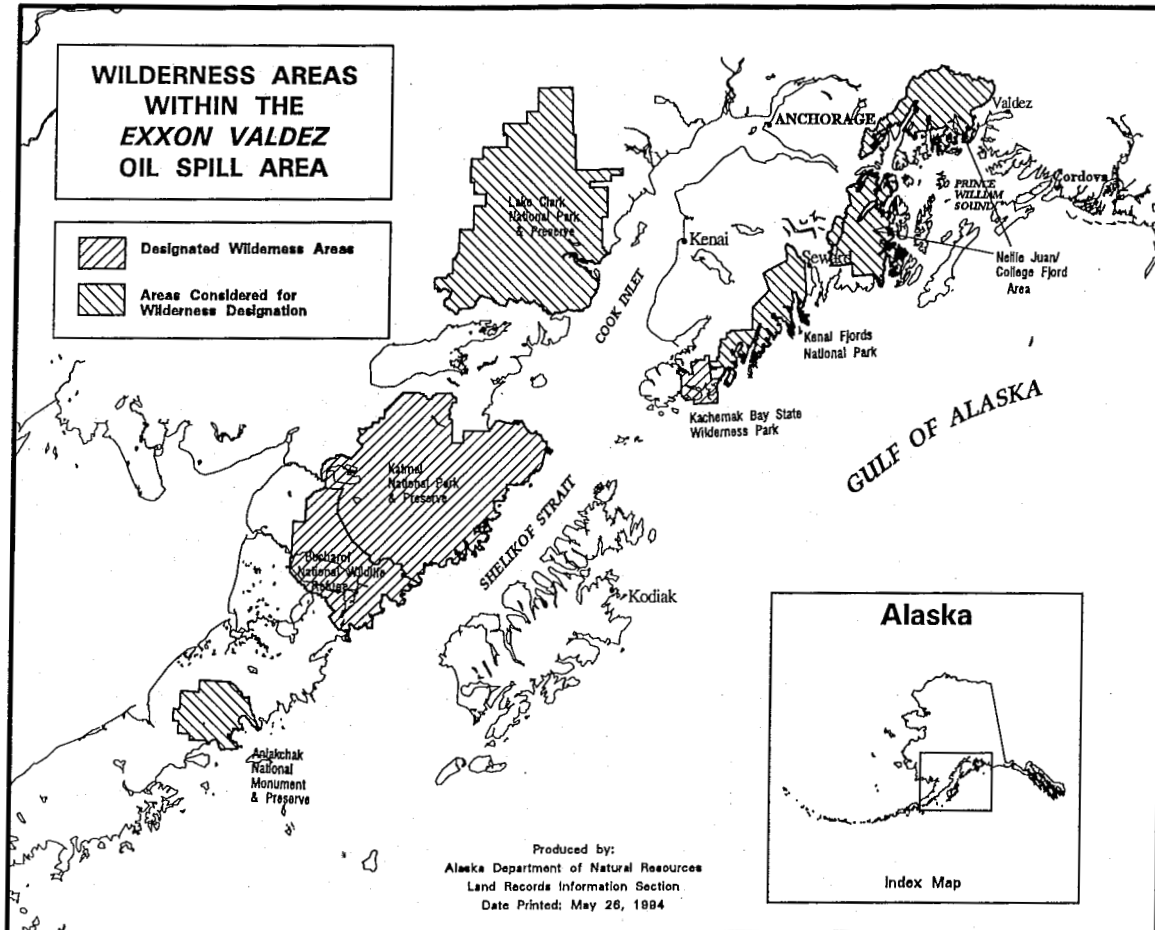 WILDERNESS AREAS
WITHIN THE
EXXON VALDEZ
OIL SPILL AREA
Designated Wilderness Areas
Areas Considered for
Wilderness Designation
Lake Clark
National Park
& Preserve
ANCHORAGE
Valdez
PRINCE
WILLIAM
SOUND
Cordova
Kenai
Seward
Nellie Juan/
College Fjord
Area
COOK INLET
Kenai Fjords
National Park
Kachemak Bay State
Wilderness Park
GULF OF ALASKA
Katmai
National Park
& Preserve
SHELIKOF STRAIT
Becharof
National Wildlife
Refuge
Kodiak
Aniakchak
National
Monument
& Preserve
Alaska
Index Map
Produced by:
Alaska Department of Natural Resources
Land Records Information Section
Date Printed: May 26, 1994